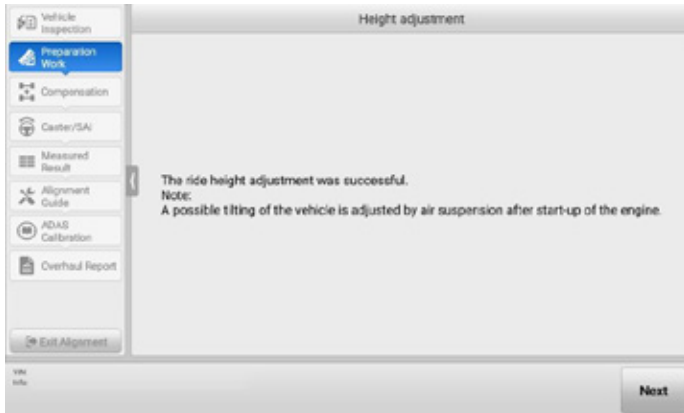 Vehicle
Inspection
Height adjustment
Preparation
Work
Compensation
Caster/SAI
Measured
Result
Alignment
Guide
ADAS
Calibration
Overhaul Report
Exit Alignment
The ride height adjustment was successful.
Note:
A possible tilting of the vehicle is adjusted by air suspension after start-up of the engine.
VIN
Info
Next